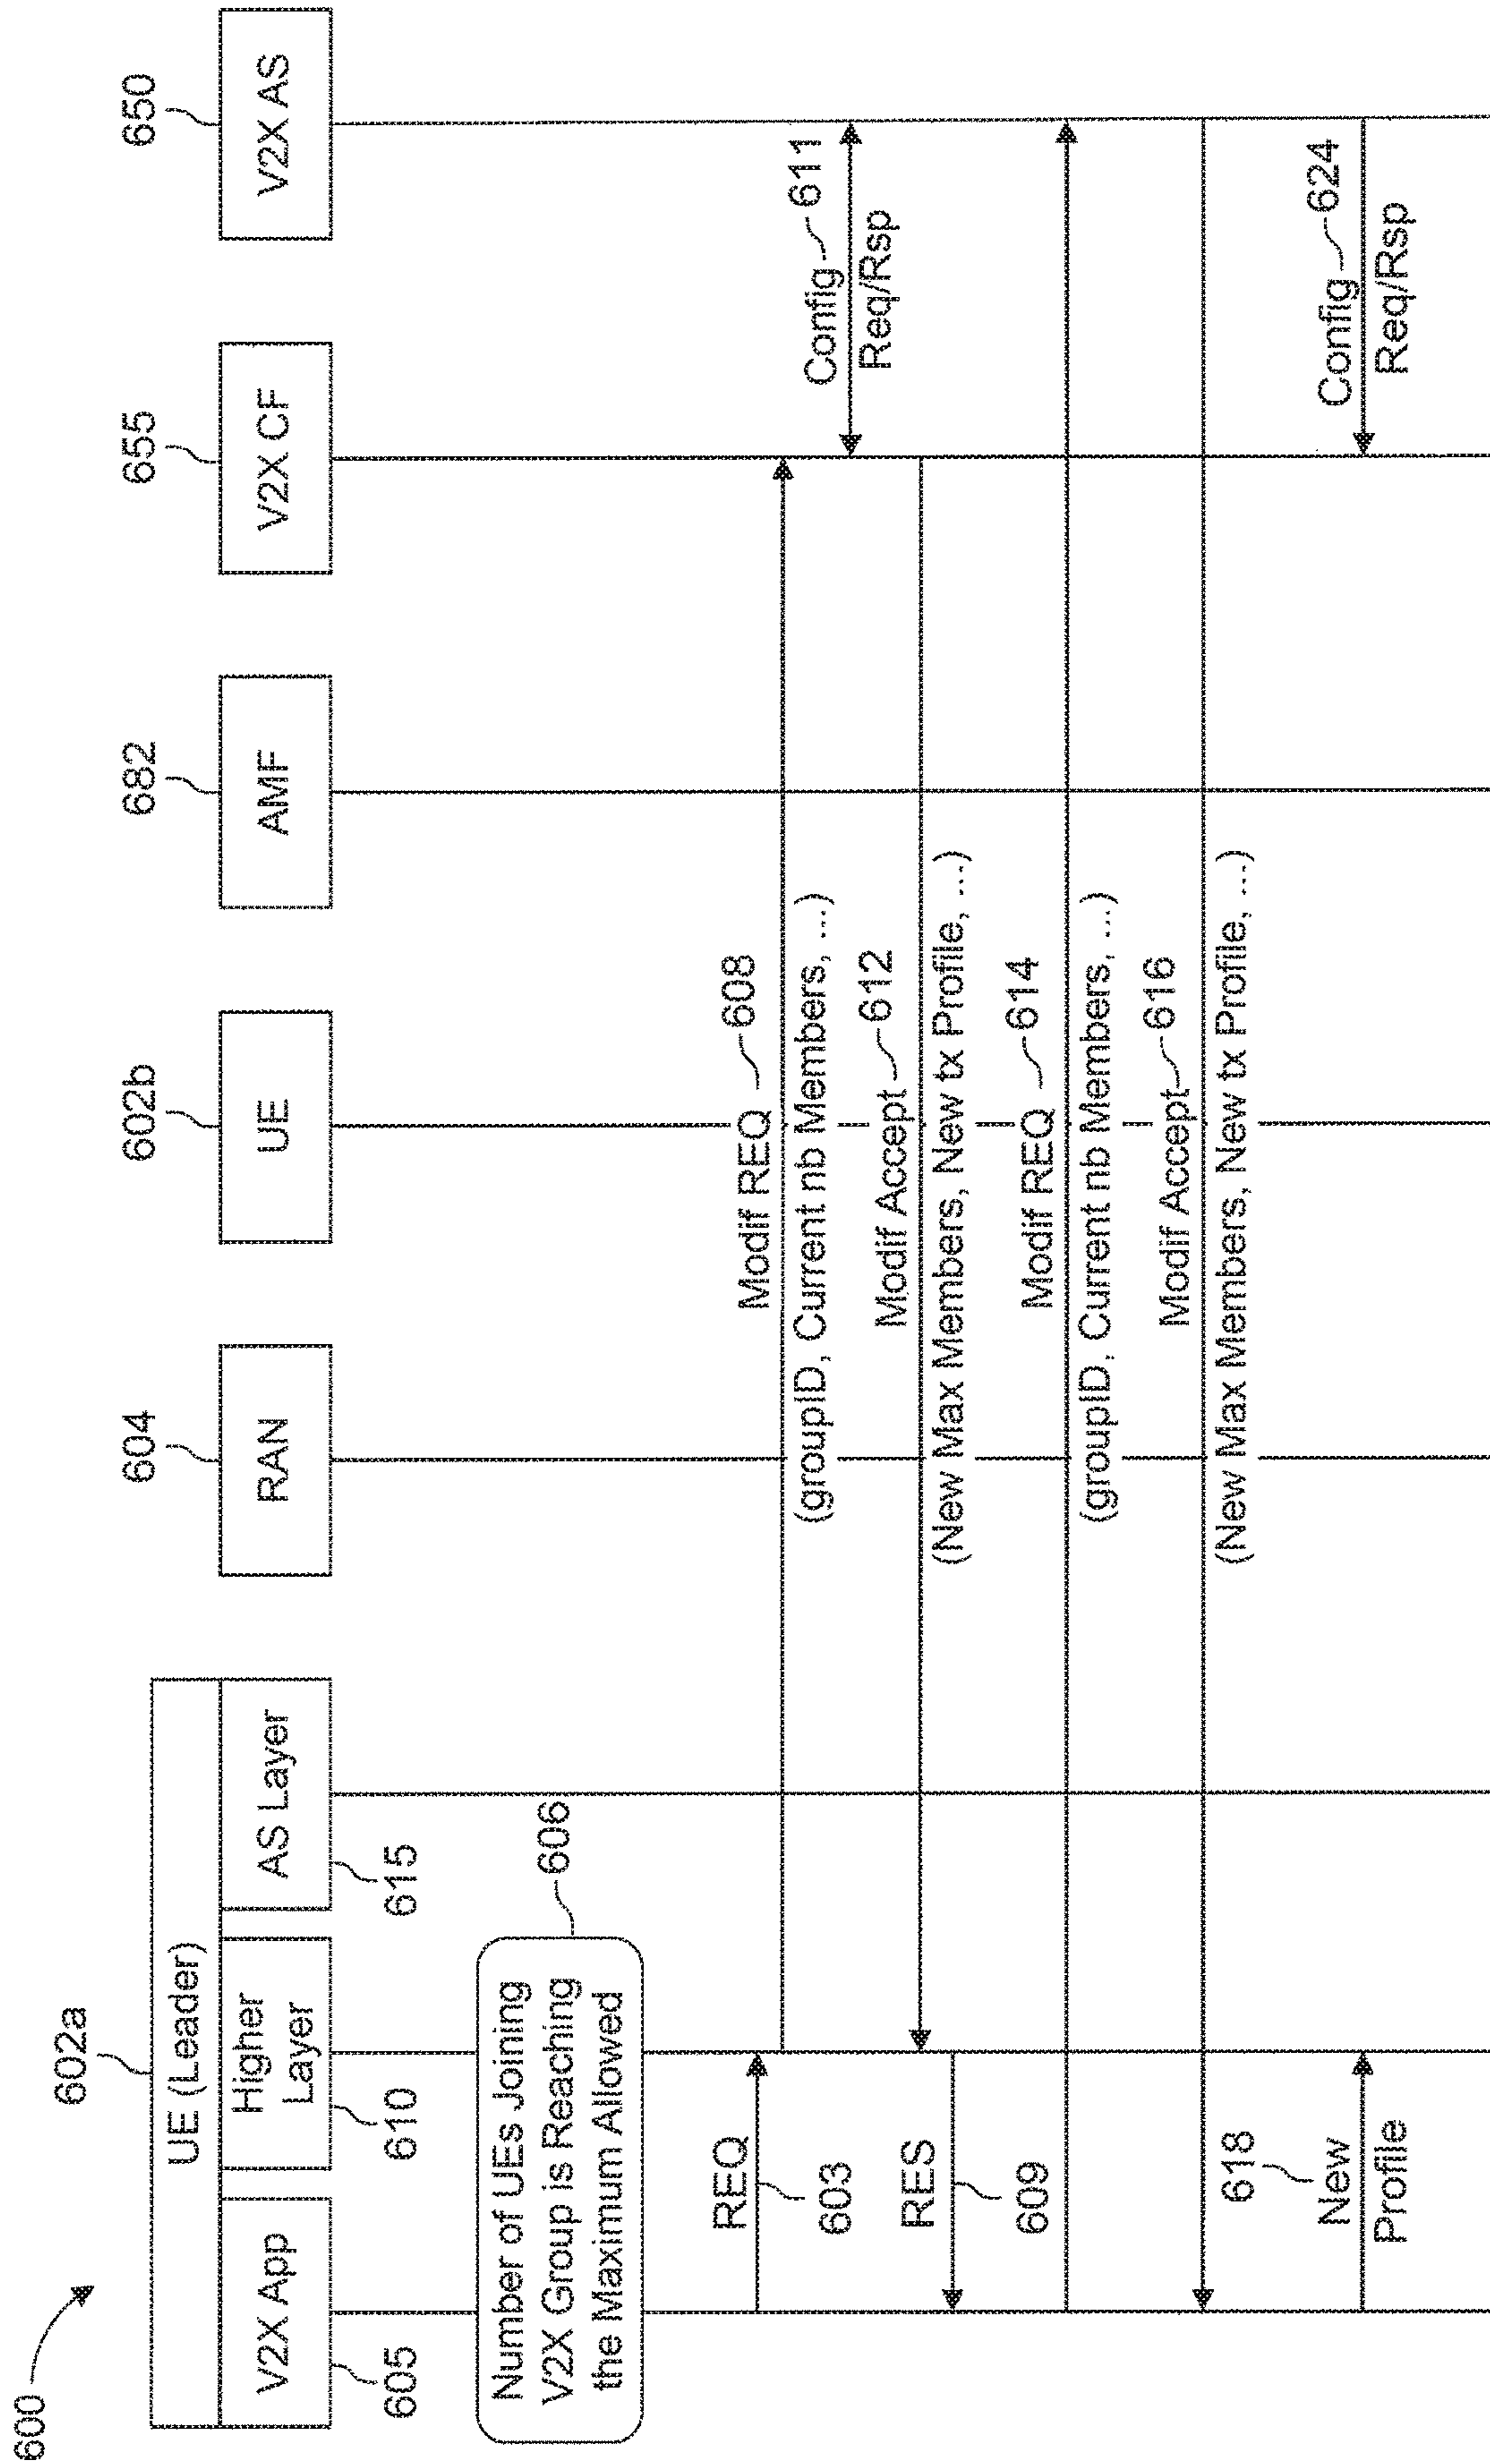 600
602a
604
602b
682
655
650
UE (Leader)
V2X App
Higher
Layer
AS Layer
RAN
UE
AMF
V2X CF
V2X AS
605
610
615
Number of UEs Joining
V2X Group is Reaching
the Maximum Allowed
606
REQ
603
Modif REQ 608
(groupID, Current nb Members, ...)
Config 611
Req/Rsp
Modif Accept 612
(New Max Members, New tx Profile, ...)
RES
609
Modif REQ 614
(groupID, Current nb Members, ...)
Modif Accept 616
(New Max Members, New tx Profile, ...)
618
New
Profile
Config 624
Req/Rsp